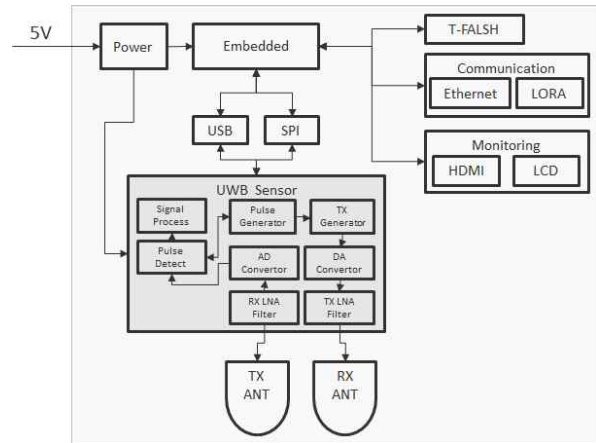 5V
Power
Embedded
T-FALSH
Communication
Ethernet
LORA
USB
SPI
Monitoring
HDMI
LCD
UWB Sensor
Signal
Process
Pulse
Generator
TX
Generator
Pulse
Detect
AD
Convertor
DA
Convertor
RX LNA
Filter
TX LNA
Filter
TX
ANT
RX
ANT